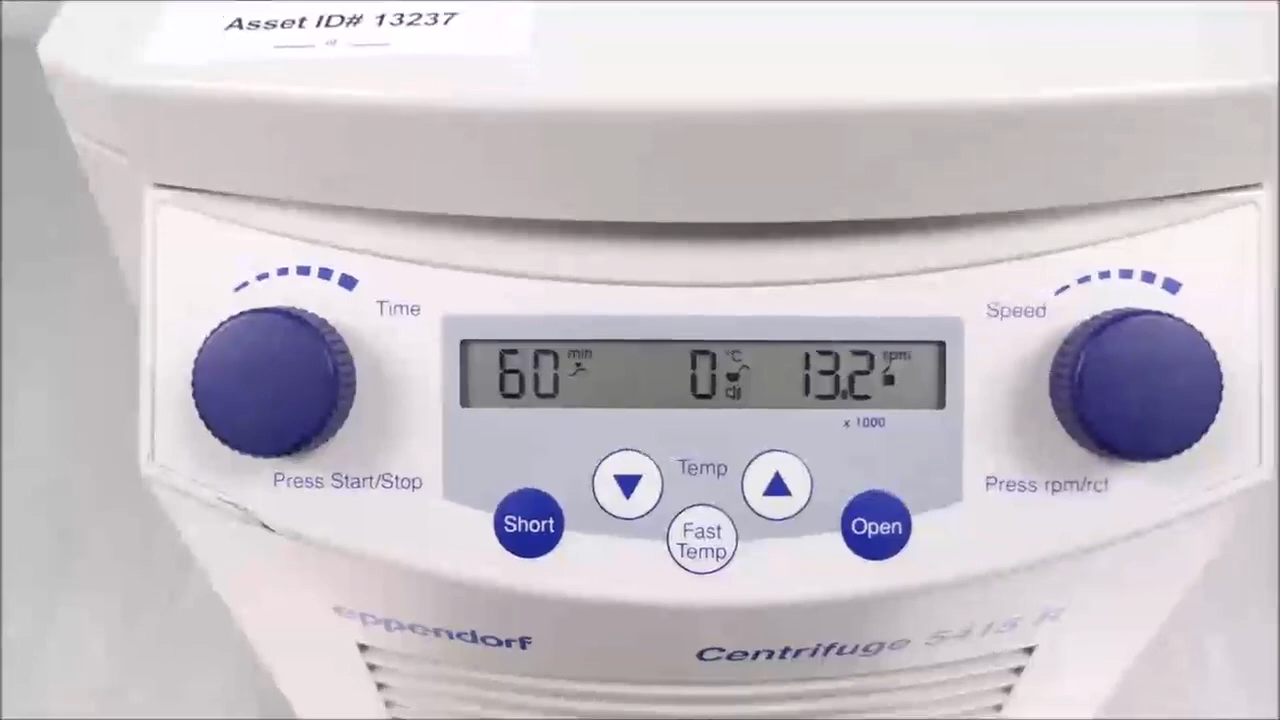 Asset ID# 13237
Time
Speed
60 min
0 °C
13.2 rpm
x 1000
Temp
Press Start/Stop
Press rpm/rcf
Short
Fast
Temp
Open
eppendorf
Centrifuge 5415 R